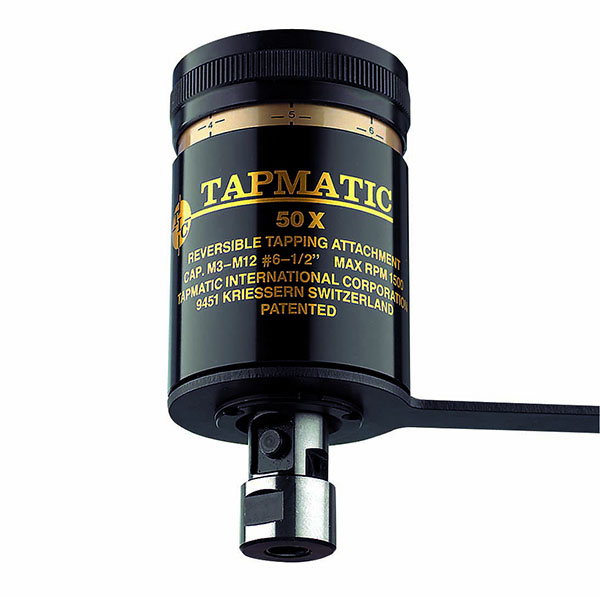 4 5 6
TAPMATIC
50 X
REVERSIBLE TAPPING ATTACHMENT
CAP. M3-M12 #6-1/2" MAX RPM 1500
TAPMATIC INTERNATIONAL CORPORATION
9451 KRIESSERN SWITZERLAND
PATENTED